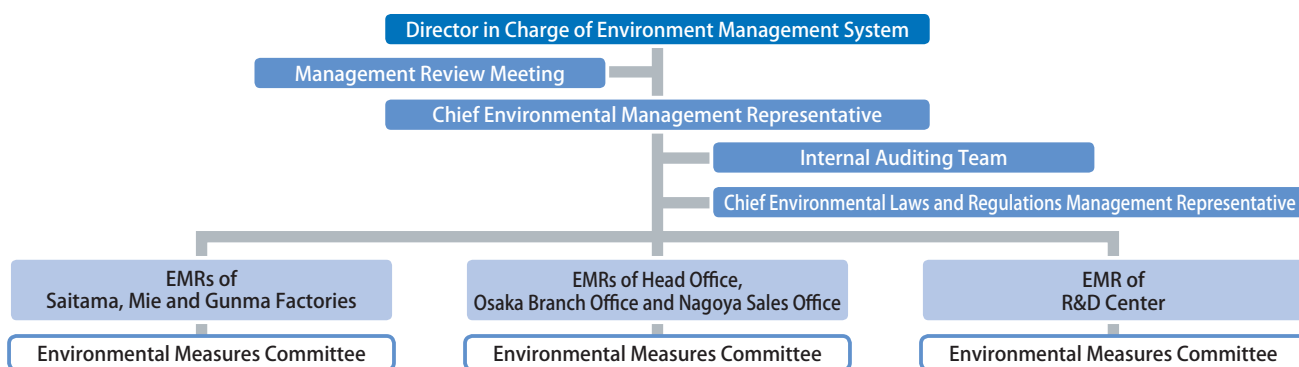 Director in Charge of Environment Management System
Management Review Meeting
Chief Environmental Management Representative
Internal Auditing Team
Chief Environmental Laws and Regulations Management Representative
EMRs of
Saitama, Mie and Gunma Factories
EMRs of Head Office,
Osaka Branch Office and Nagoya Sales Office
EMR of
R&D Center
Environmental Measures Committee
Environmental Measures Committee
Environmental Measures Committee